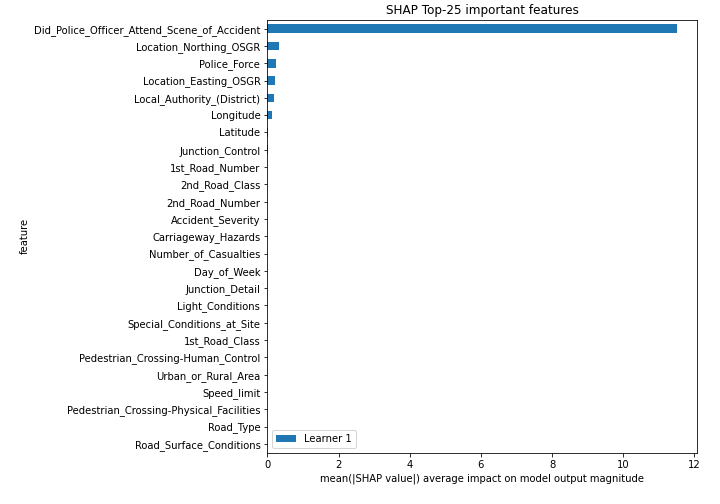 SHAP Top-25 important features
Did_Police_Officer_Attend_Scene_of_Accident
Location_Northing_OSGR
Police_Force
Location_Easting_OSGR
Local_Authority_(District)
Longitude
Latitude
Junction_Control
1st_Road_Number
2nd_Road_Class
2nd_Road_Number
Accident_Severity
Carriageway_Hazards
Number_of_Casualties
Day_of_Week
Junction_Detail
Light_Conditions
Special_Conditions_at_Site
1st_Road_Class
Pedestrian_Crossing-Human_Control
Urban_or_Rural_Area
Speed_limit
Pedestrian_Crossing-Physical_Facilities
Road_Type
Road_Surface_Conditions
feature
Learner 1
0 2 4 6 8 10 12
mean(|SHAP value|) average impact on model output magnitude